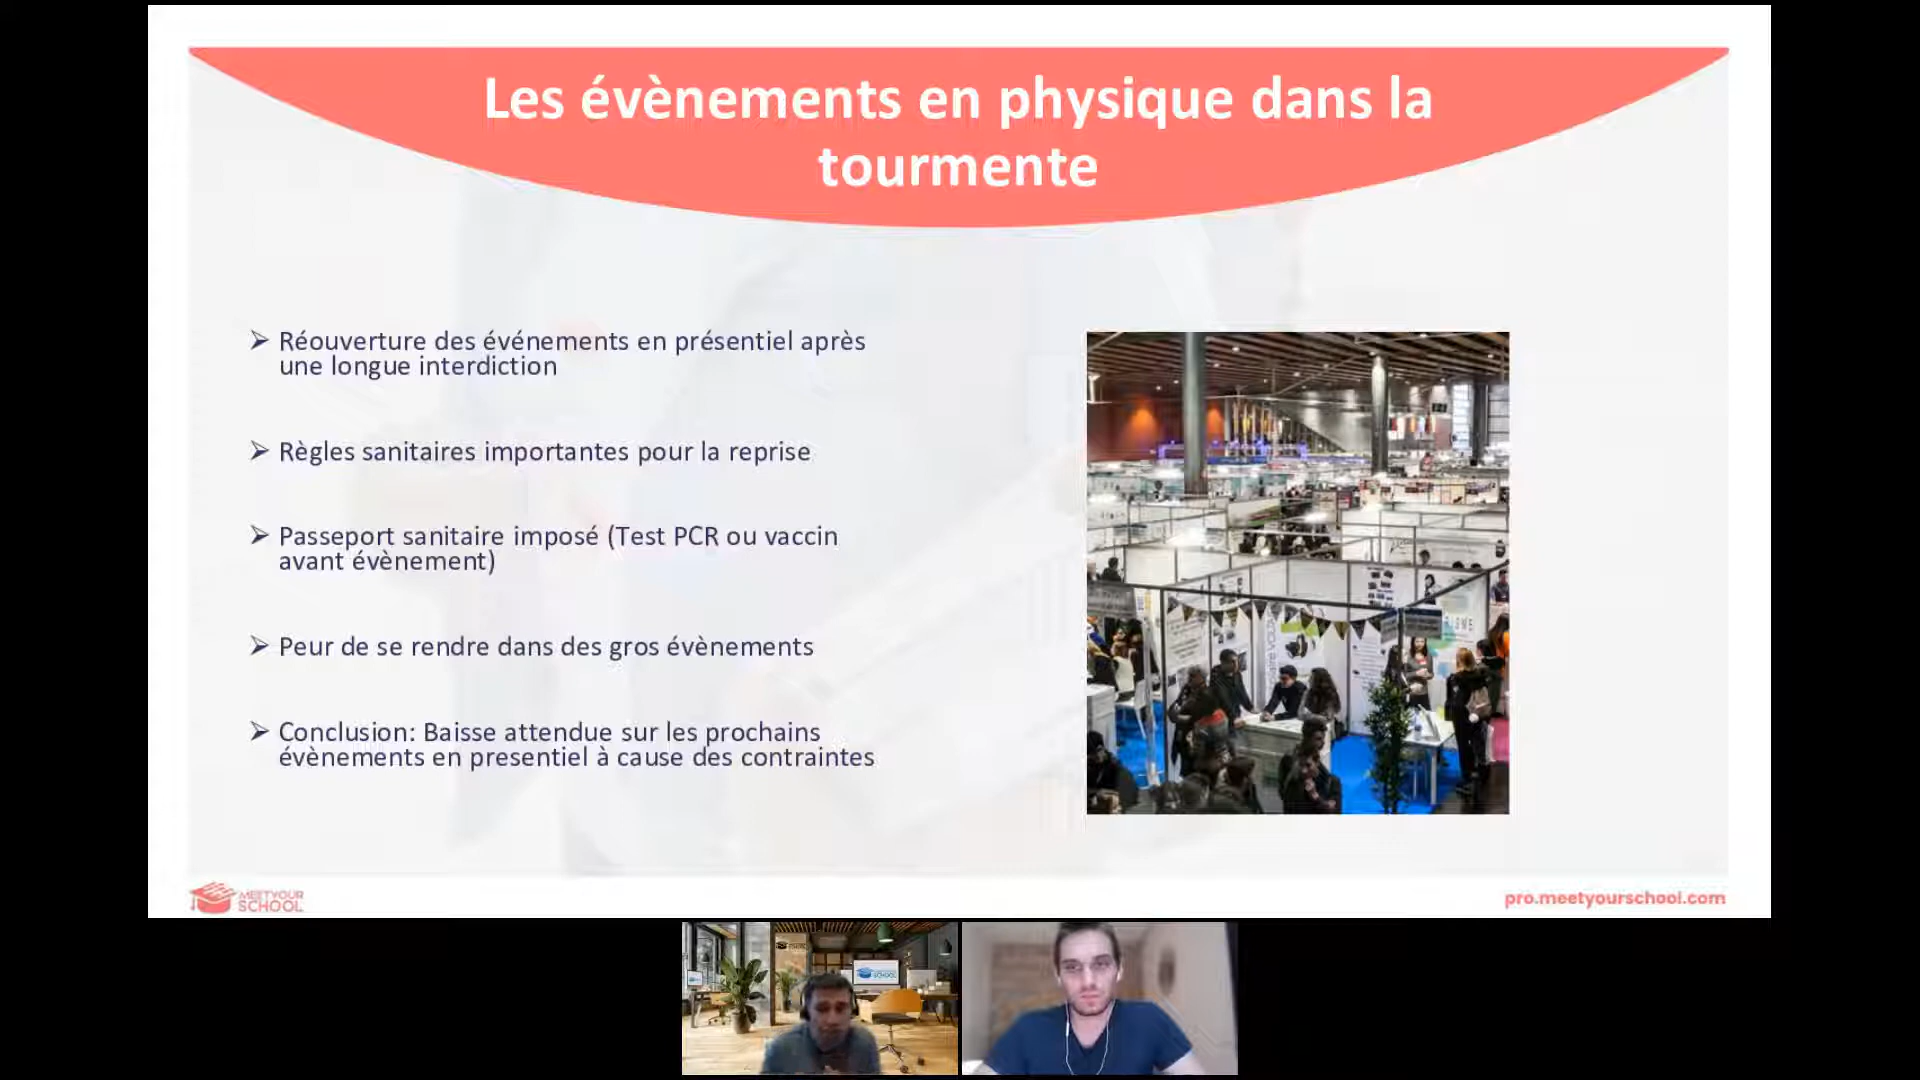 Les évènements en physique dans la
tourmente
➢ Réouverture des événements en présentiel après
une longue interdiction
➢ Règles sanitaires importantes pour la reprise
➢ Passeport sanitaire imposé (Test PCR ou vaccin
avant évènement)
➢ Peur de se rendre dans des gros évènements
➢ Conclusion: Baisse attendue sur les prochains
évènements en presentiel à cause des contraintes
MEETYOUR
SCHOOL
pro.meetyourschool.com
SCHOOL